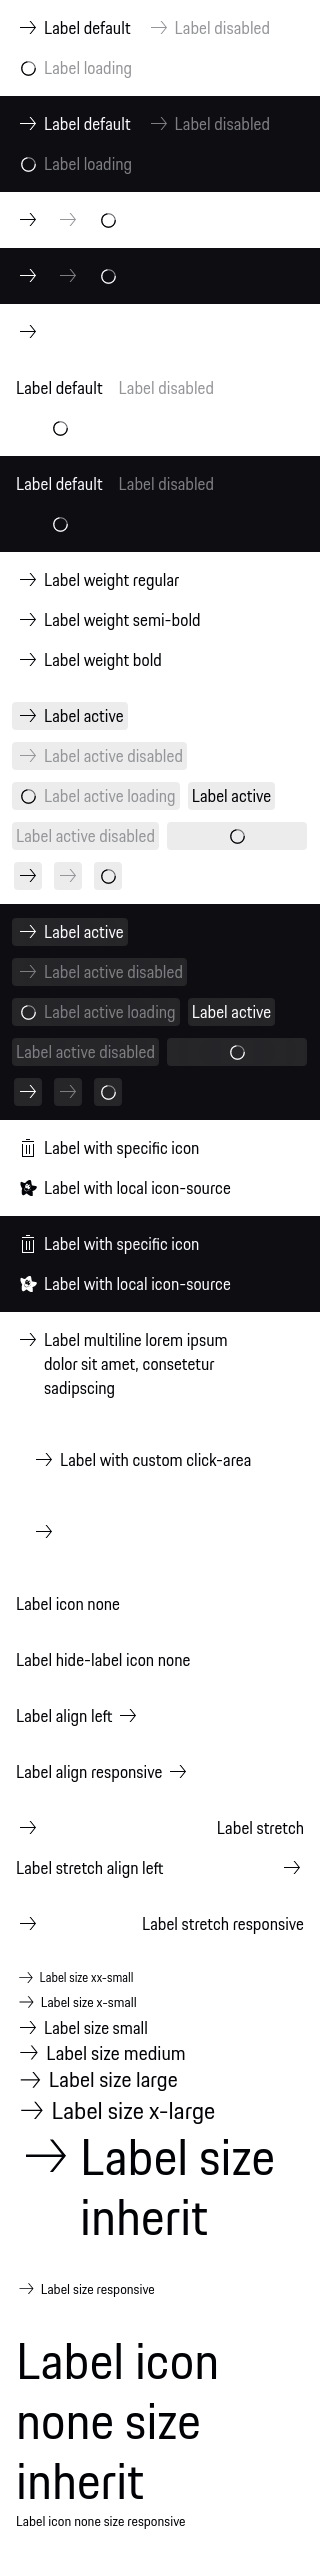 Label default Label disabled
Label loading
Label default Label disabled
Label loading
Label default Label disabled
Label default Label disabled
Label weight regular
Label weight semi-bold
Label weight bold
Label active
Label active disabled
Label active loading Label active
Label active disabled
Label active
Label active disabled
Label active loading Label active
Label active disabled
Label with specific icon
Label with local icon-source
Label with specific icon
Label with local icon-source
Label multiline lorem ipsum
dolor sit amet, consetetur
sadipscing
Label with custom click-area
Label icon none
Label hide-label icon none
Label align left
Label align responsive
Label stretch
Label stretch align left
Label stretch responsive
Label size xx-small
Label size x-small
Label size small
Label size medium
Label size large
Label size x-large
Label size
inherit
Label size responsive
Label icon
none size
inherit
Label icon none size responsive